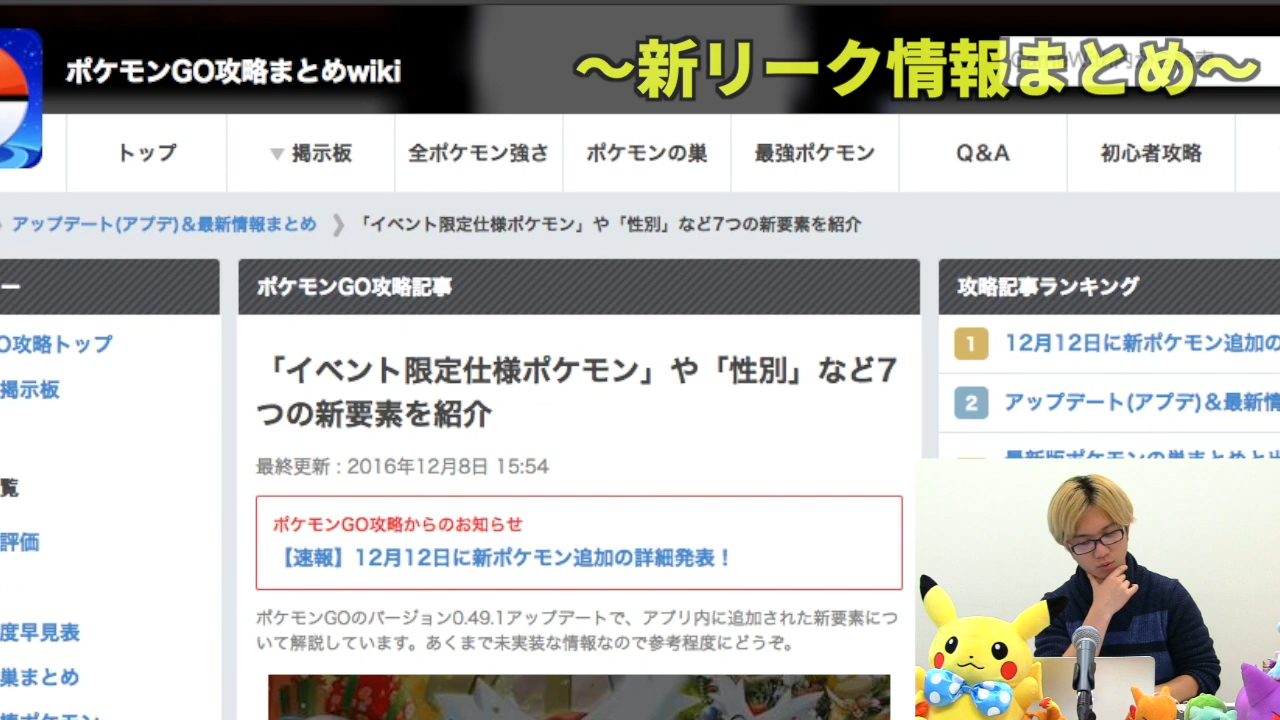 ポケモンGO攻略まとめwiki
〜新リーク情報まとめ〜
トップ
▼ 掲示板
全ポケモン強さ
ポケモンの巣
最強ポケモン
Q&A
初心者攻略
アップデート(アプデ)&最新情報まとめ 》 「イベント限定仕様ポケモン」や「性別」など7つの新要素を紹介
ー
O攻略トップ
掲示板
覧
評価
度早見表
巣まとめ
ポケモンGO攻略記事
「イベント限定仕様ポケモン」や「性別」など7
つの新要素を紹介
最終更新 : 2016年12月8日 15:54
ポケモンGO攻略からのお知らせ
【速報】12月12日に新ポケモン追加の詳細発表！
ポケモンGOのバージョン0.49.1アップデートで、アプリ内に追加された新要素につ
いて解説しています。あくまで未実装な情報なので参考程度にどうぞ。
攻略記事ランキング
1 12月12日に新ポケモン追加の
2 アップデート(アプデ)&最新情